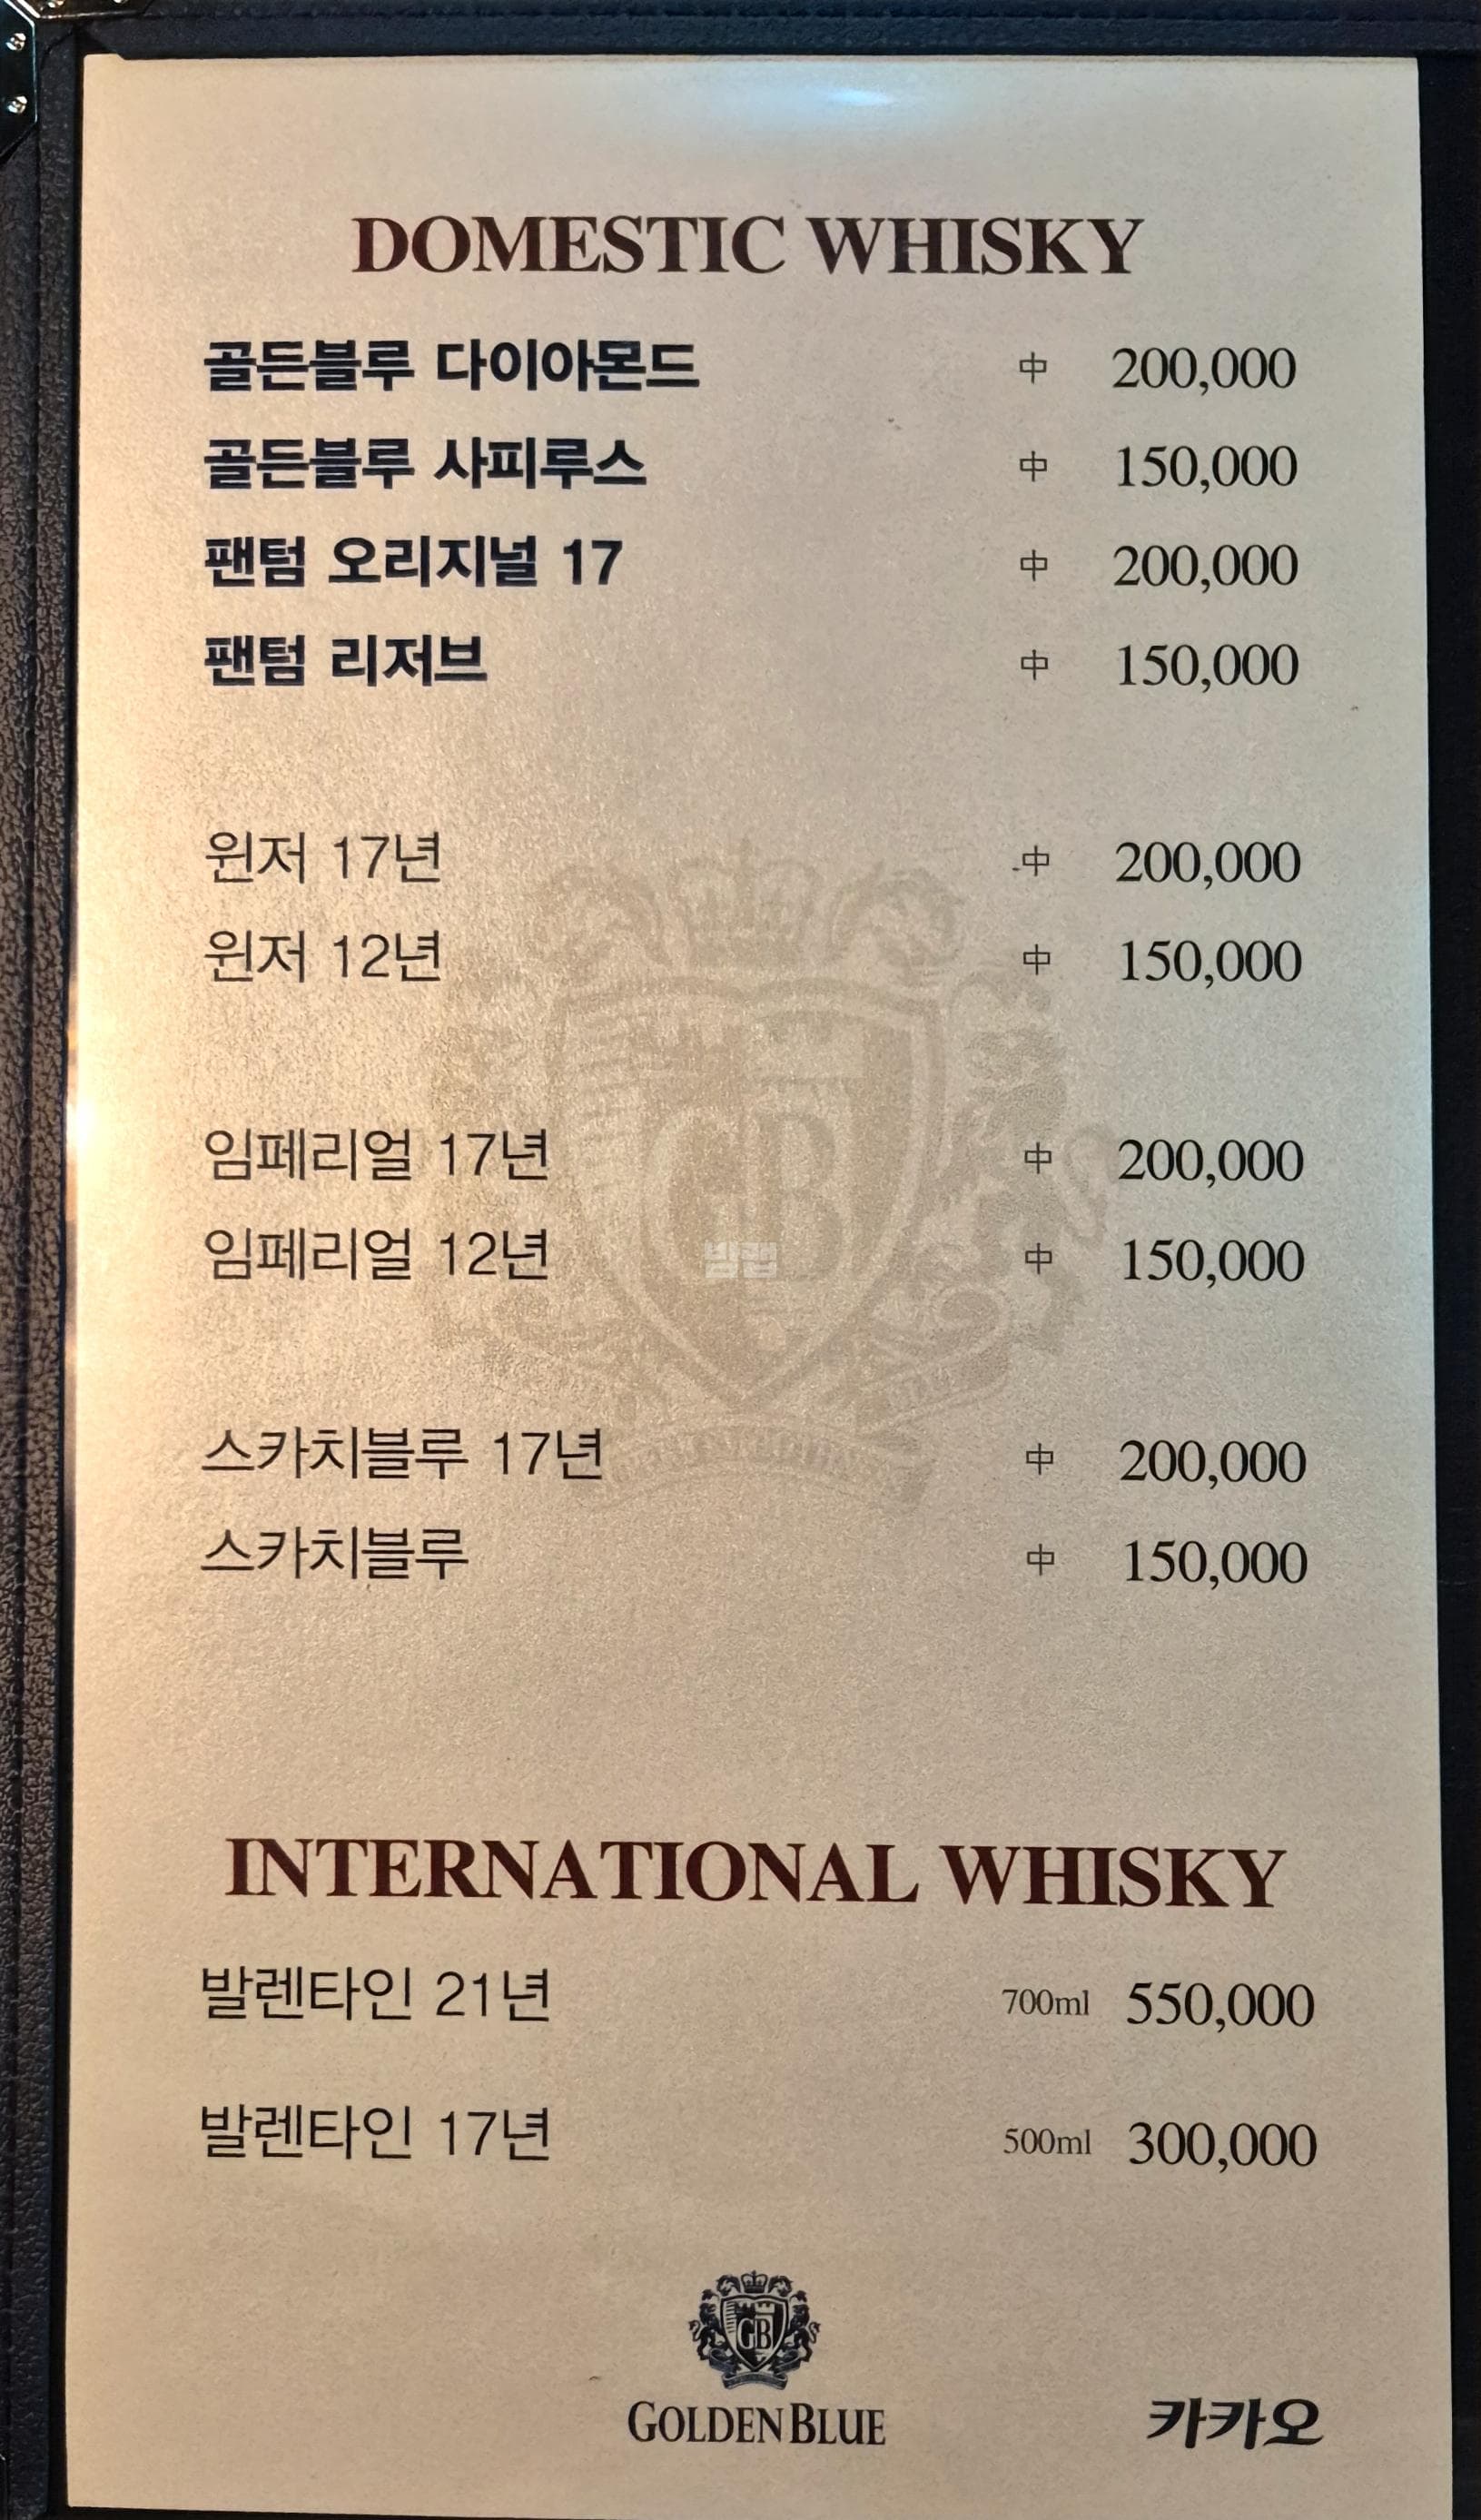 DOMESTIC WHISKY
골든블루 다이아몬드 中 200,000
골든블루 사피루스 中 150,000
팬텀 오리지널 17 中 200,000
팬텀 리저브 中 150,000
윈저 17년 中 200,000
윈저 12년 中 150,000
임페리얼 17년 中 200,000
임페리얼 12년 中 150,000
밤랩
스카치블루 17년 中 200,000
스카치블루 中 150,000
INTERNATIONAL WHISKY
발렌타인 21년 700ml 550,000
발렌타인 17년 500ml 300,000
GB
GOLDEN BLUE
카카오